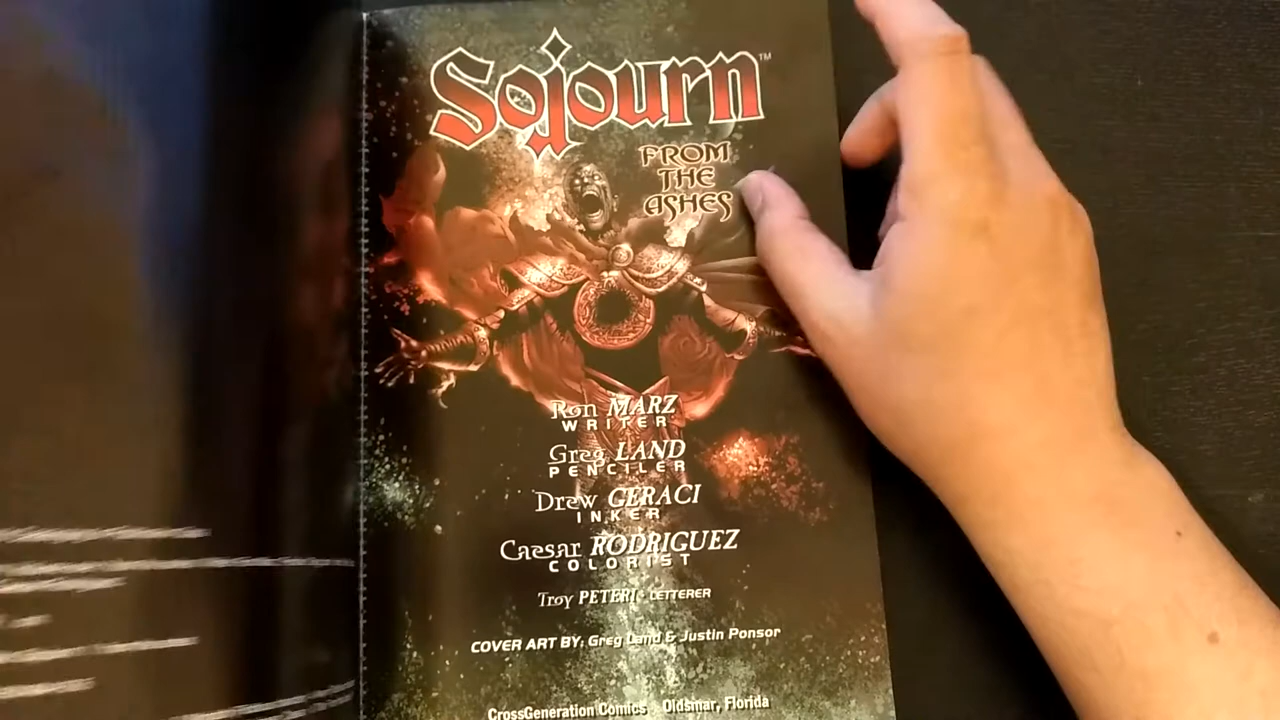 Sojourn™
FROM
THE
ASHES
Ron MARZ
WRITER
Greg LAND
PENCILER
Drew GERACI
INKER
Caesar RODRIGUEZ
COLORIST
Troy PETERI - LETTERER
COVER ART BY: Greg Land & Justin Ponsor
CrossGeneration Comics Oldsmar, Florida